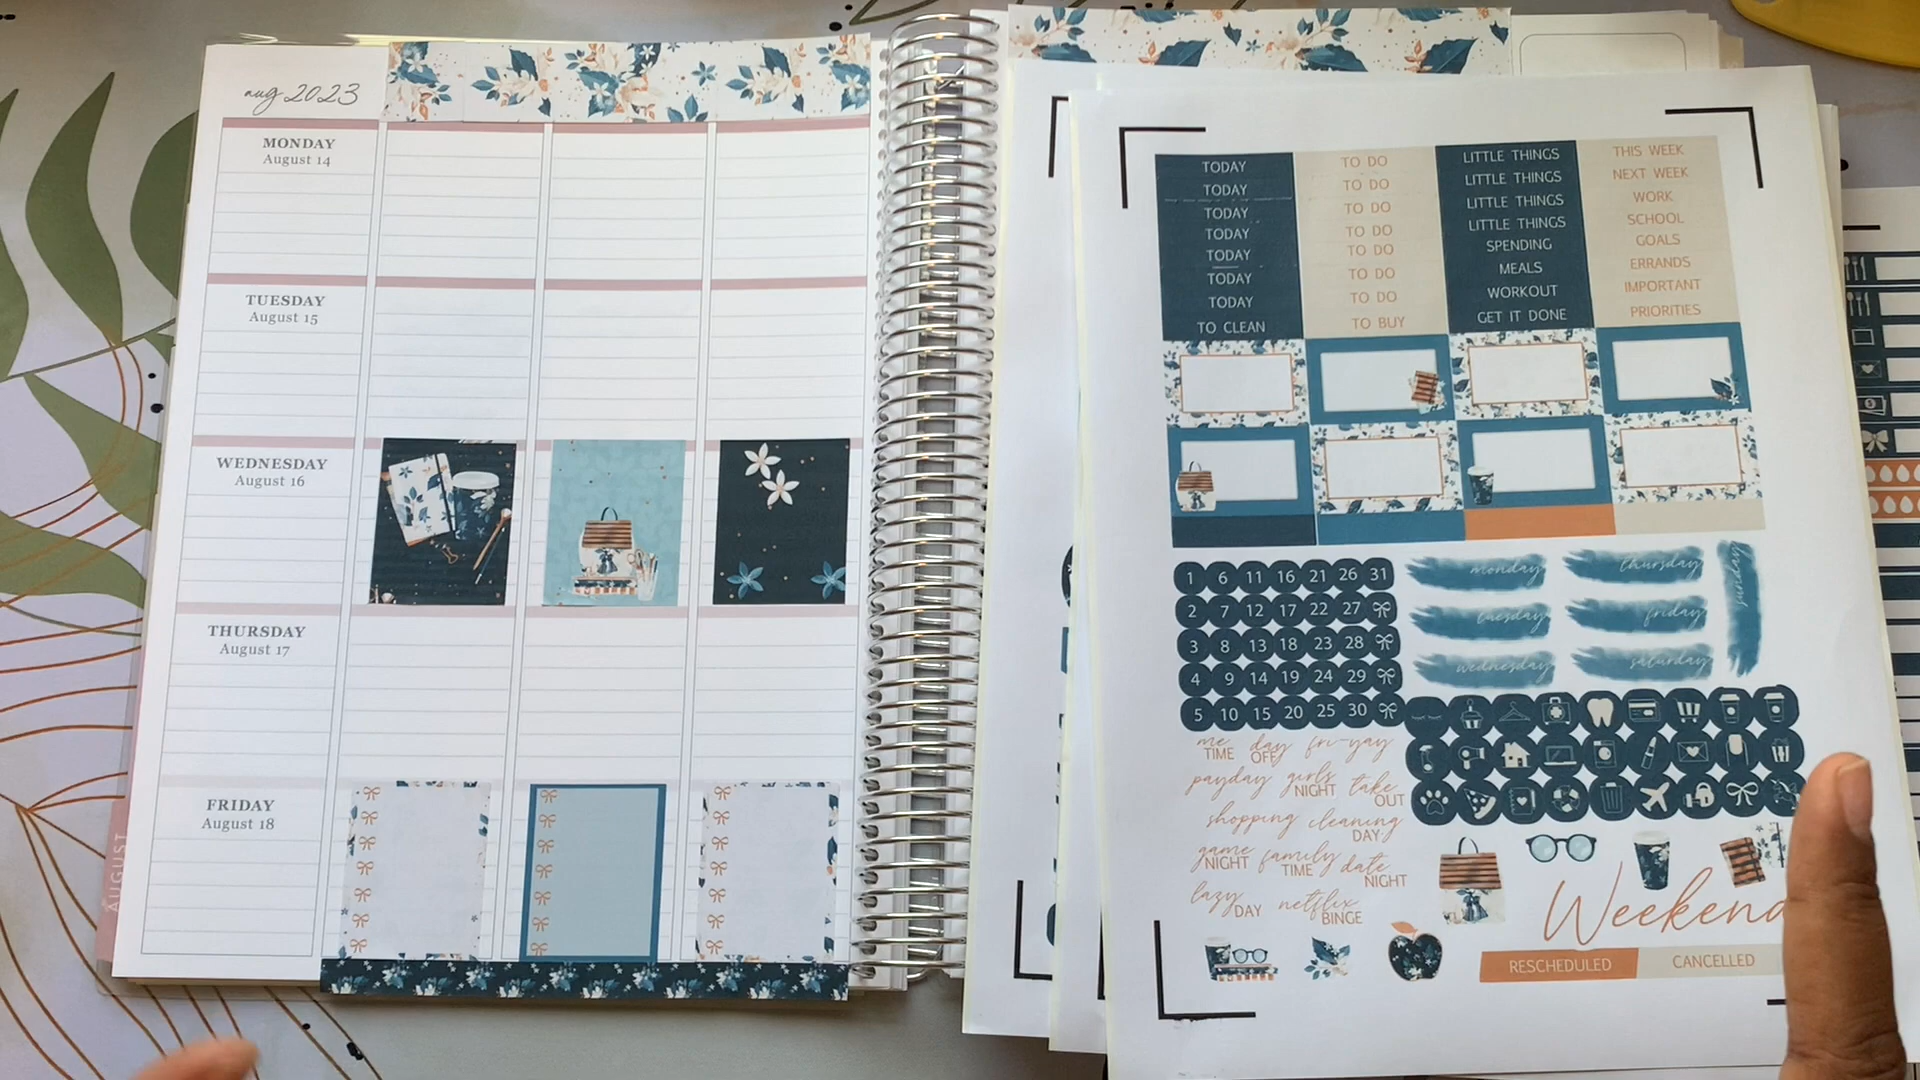 aug 2023
MONDAY
August 14
TUESDAY
August 15
WEDNESDAY
August 16
THURSDAY
August 17
FRIDAY
August 18
AUGUST
TODAY TO DO LITTLE THINGS THIS WEEK
TODAY TO DO LITTLE THINGS NEXT WEEK
TODAY TO DO LITTLE THINGS WORK
TODAY TO DO LITTLE THINGS SCHOOL
TODAY TO DO SPENDING GOALS
TODAY TO DO MEALS ERRANDS
TODAY TO DO WORKOUT IMPORTANT
TO CLEAN TO BUY GET IT DONE PRIORITIES
1 6 11 16 21 26 31
2 7 12 17 22 27
3 8 13 18 23 28
4 9 14 19 24 29
5 10 15 20 25 30
monday thursday
tuesday friday
wednesday saturday
sunday
me TIME day OFF fri-yay
payday girls NIGHT take OUT
shopping cleaning DAY
game NIGHT family TIME date NIGHT
lazy DAY netflix BINGE
Weekend
RESCHEDULED CANCELLED